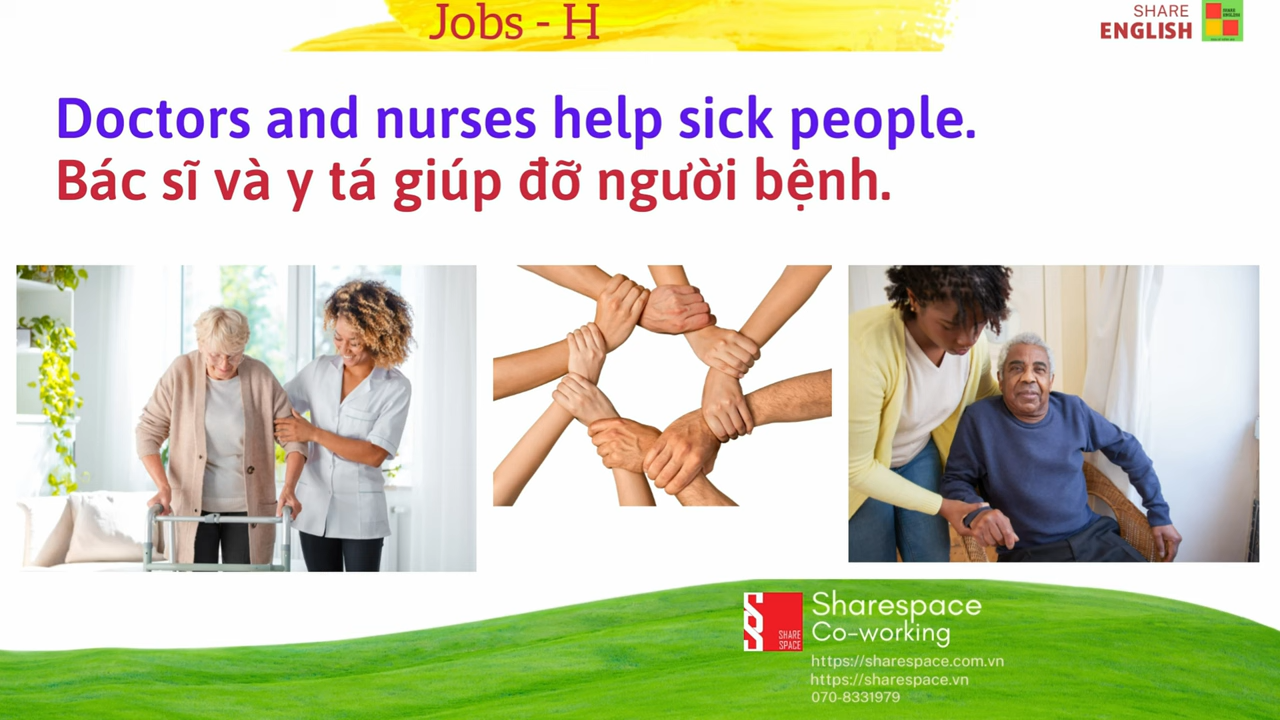 Jobs - H
SHARE
ENGLISH
Doctors and nurses help sick people.
Bác sĩ và y tá giúp đỡ người bệnh.
SHARE
SPACE
Sharespace
Co-working
https://sharespace.com.vn
https://sharespace.vn
070-8331979